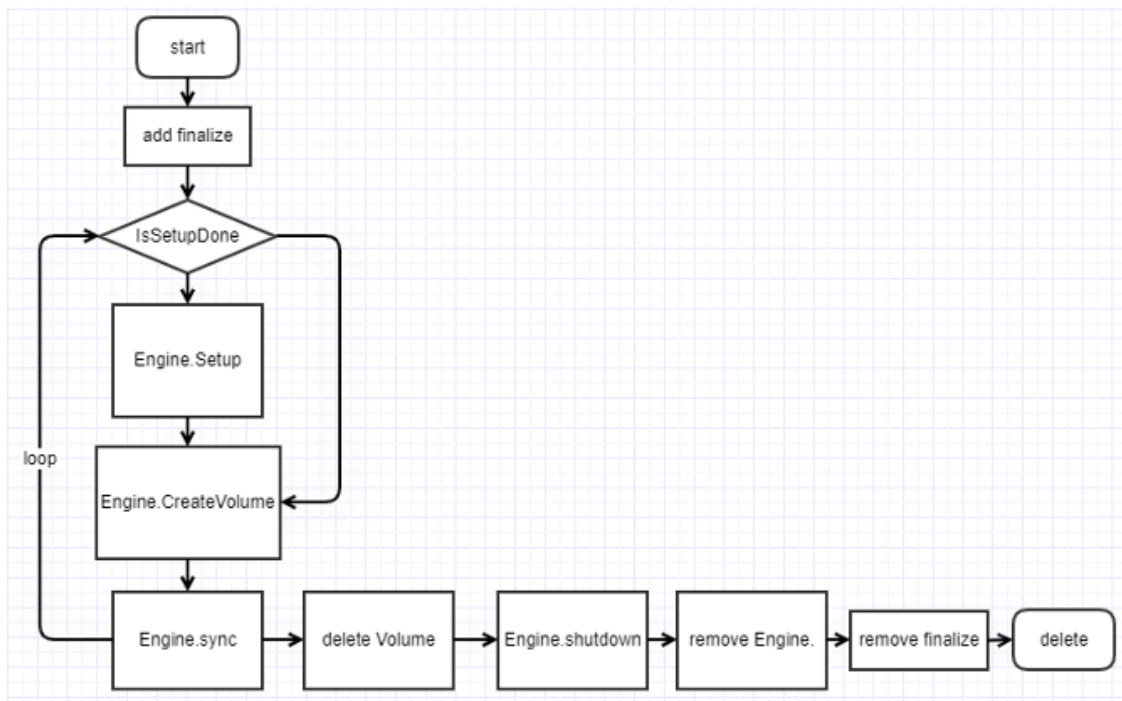 start
add finalize
IsSetupDone
Engine.Setup
loop
Engine.CreateVolume
Engine.sync
delete Volume
Engine.shutdown
remove Engine.
remove finalize
delete